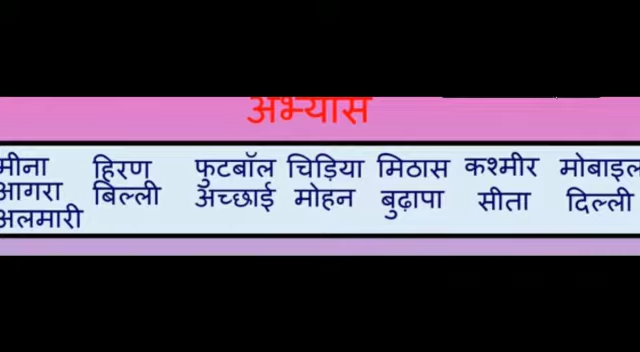 अभ्यास
मीना हिरण फुटबॉल चिड़िया मिठास कश्मीर मोबाइल
आगरा बिल्ली अच्छाई मोहन बुढ़ापा सीता दिल्ली
अलमारी